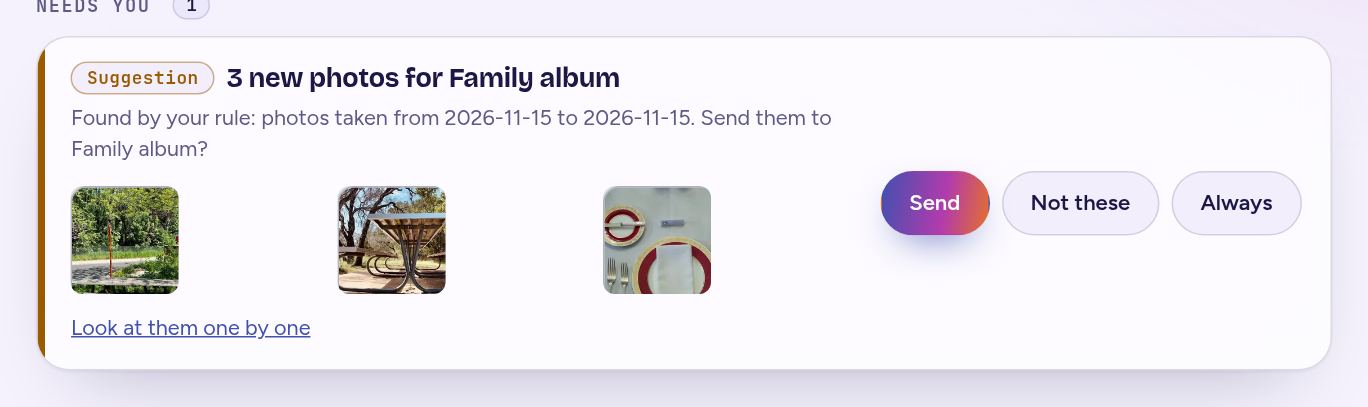 NEEDS YOU 1
Suggestion 3 new photos for Family album
Found by your rule: photos taken from 2026-11-15 to 2026-11-15. Send them to
Family album?
Send Not these Always
Look at them one by one